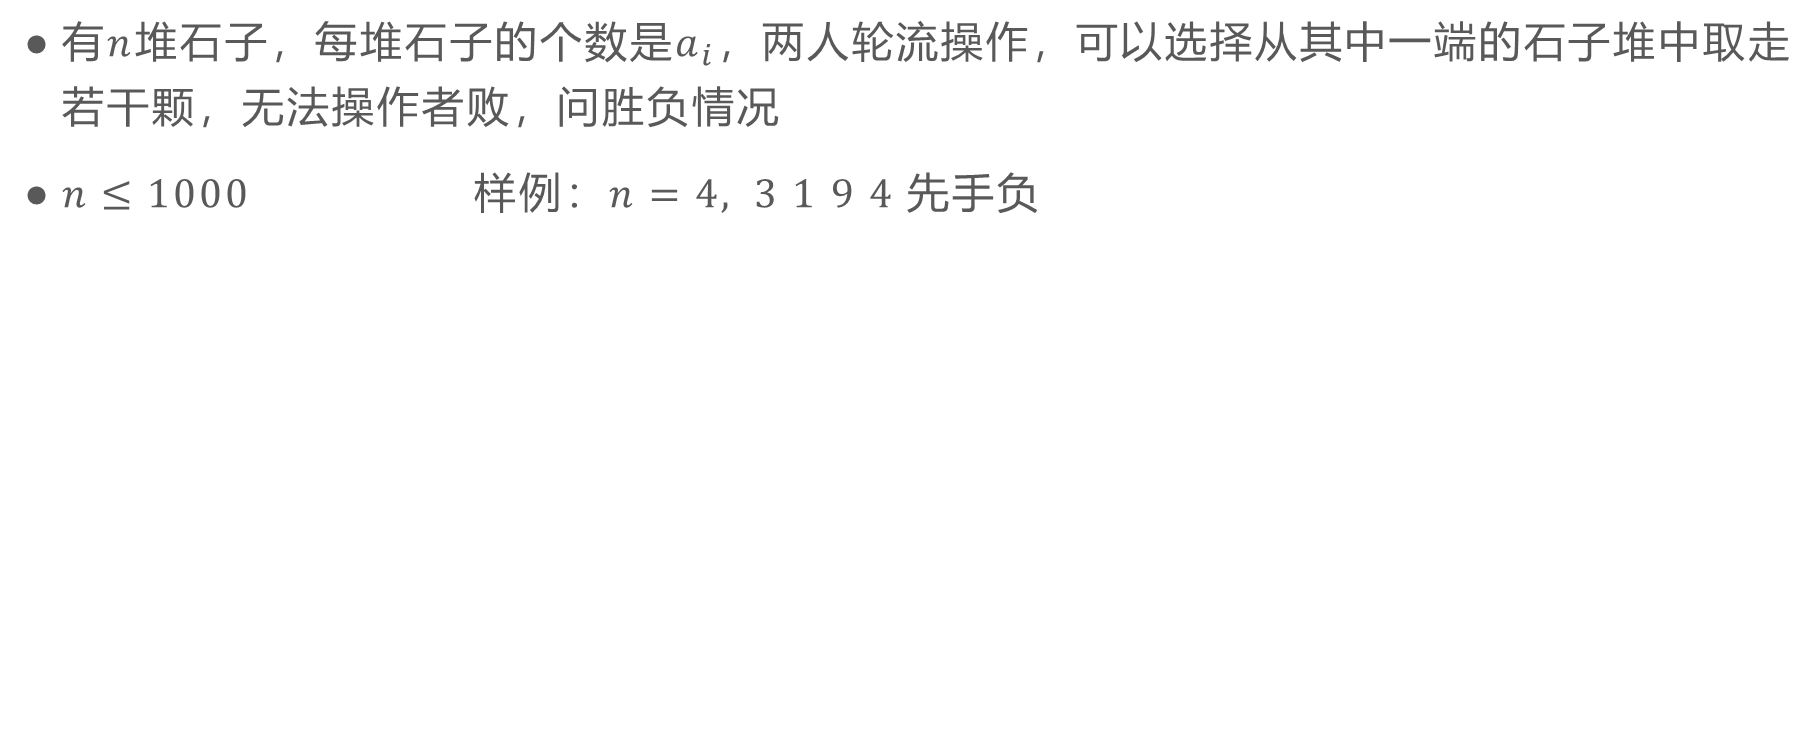 ● 有n堆石子，每堆石子的个数是aᵢ，两人轮流操作，可以选择从其中一端的石子堆中取走
若干颗，无法操作者败，问胜负情况
● n ≤ 1000 样例：n = 4, 3 1 9 4 先手负